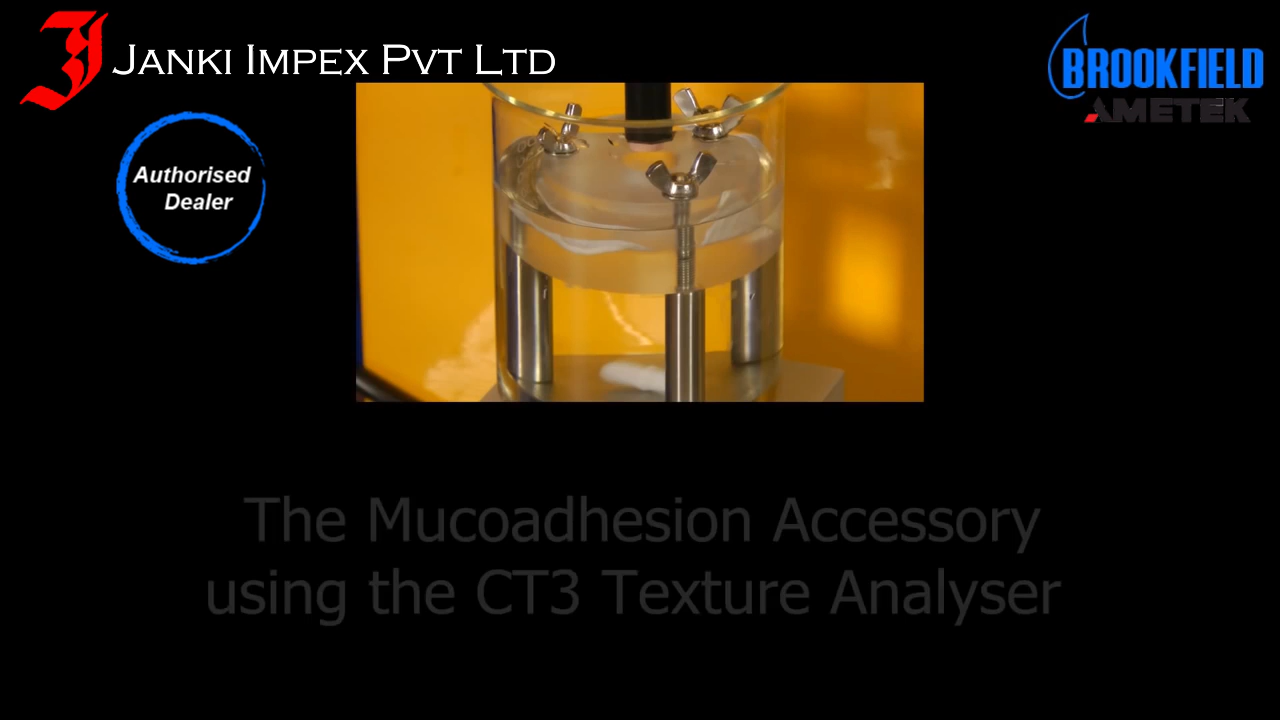 JANKI IMPEX PVT LTD
BROOKFIELD
AMETEK
Authorised
Dealer
The Mucoadhesion Accessory
using the CT3 Texture Analyser